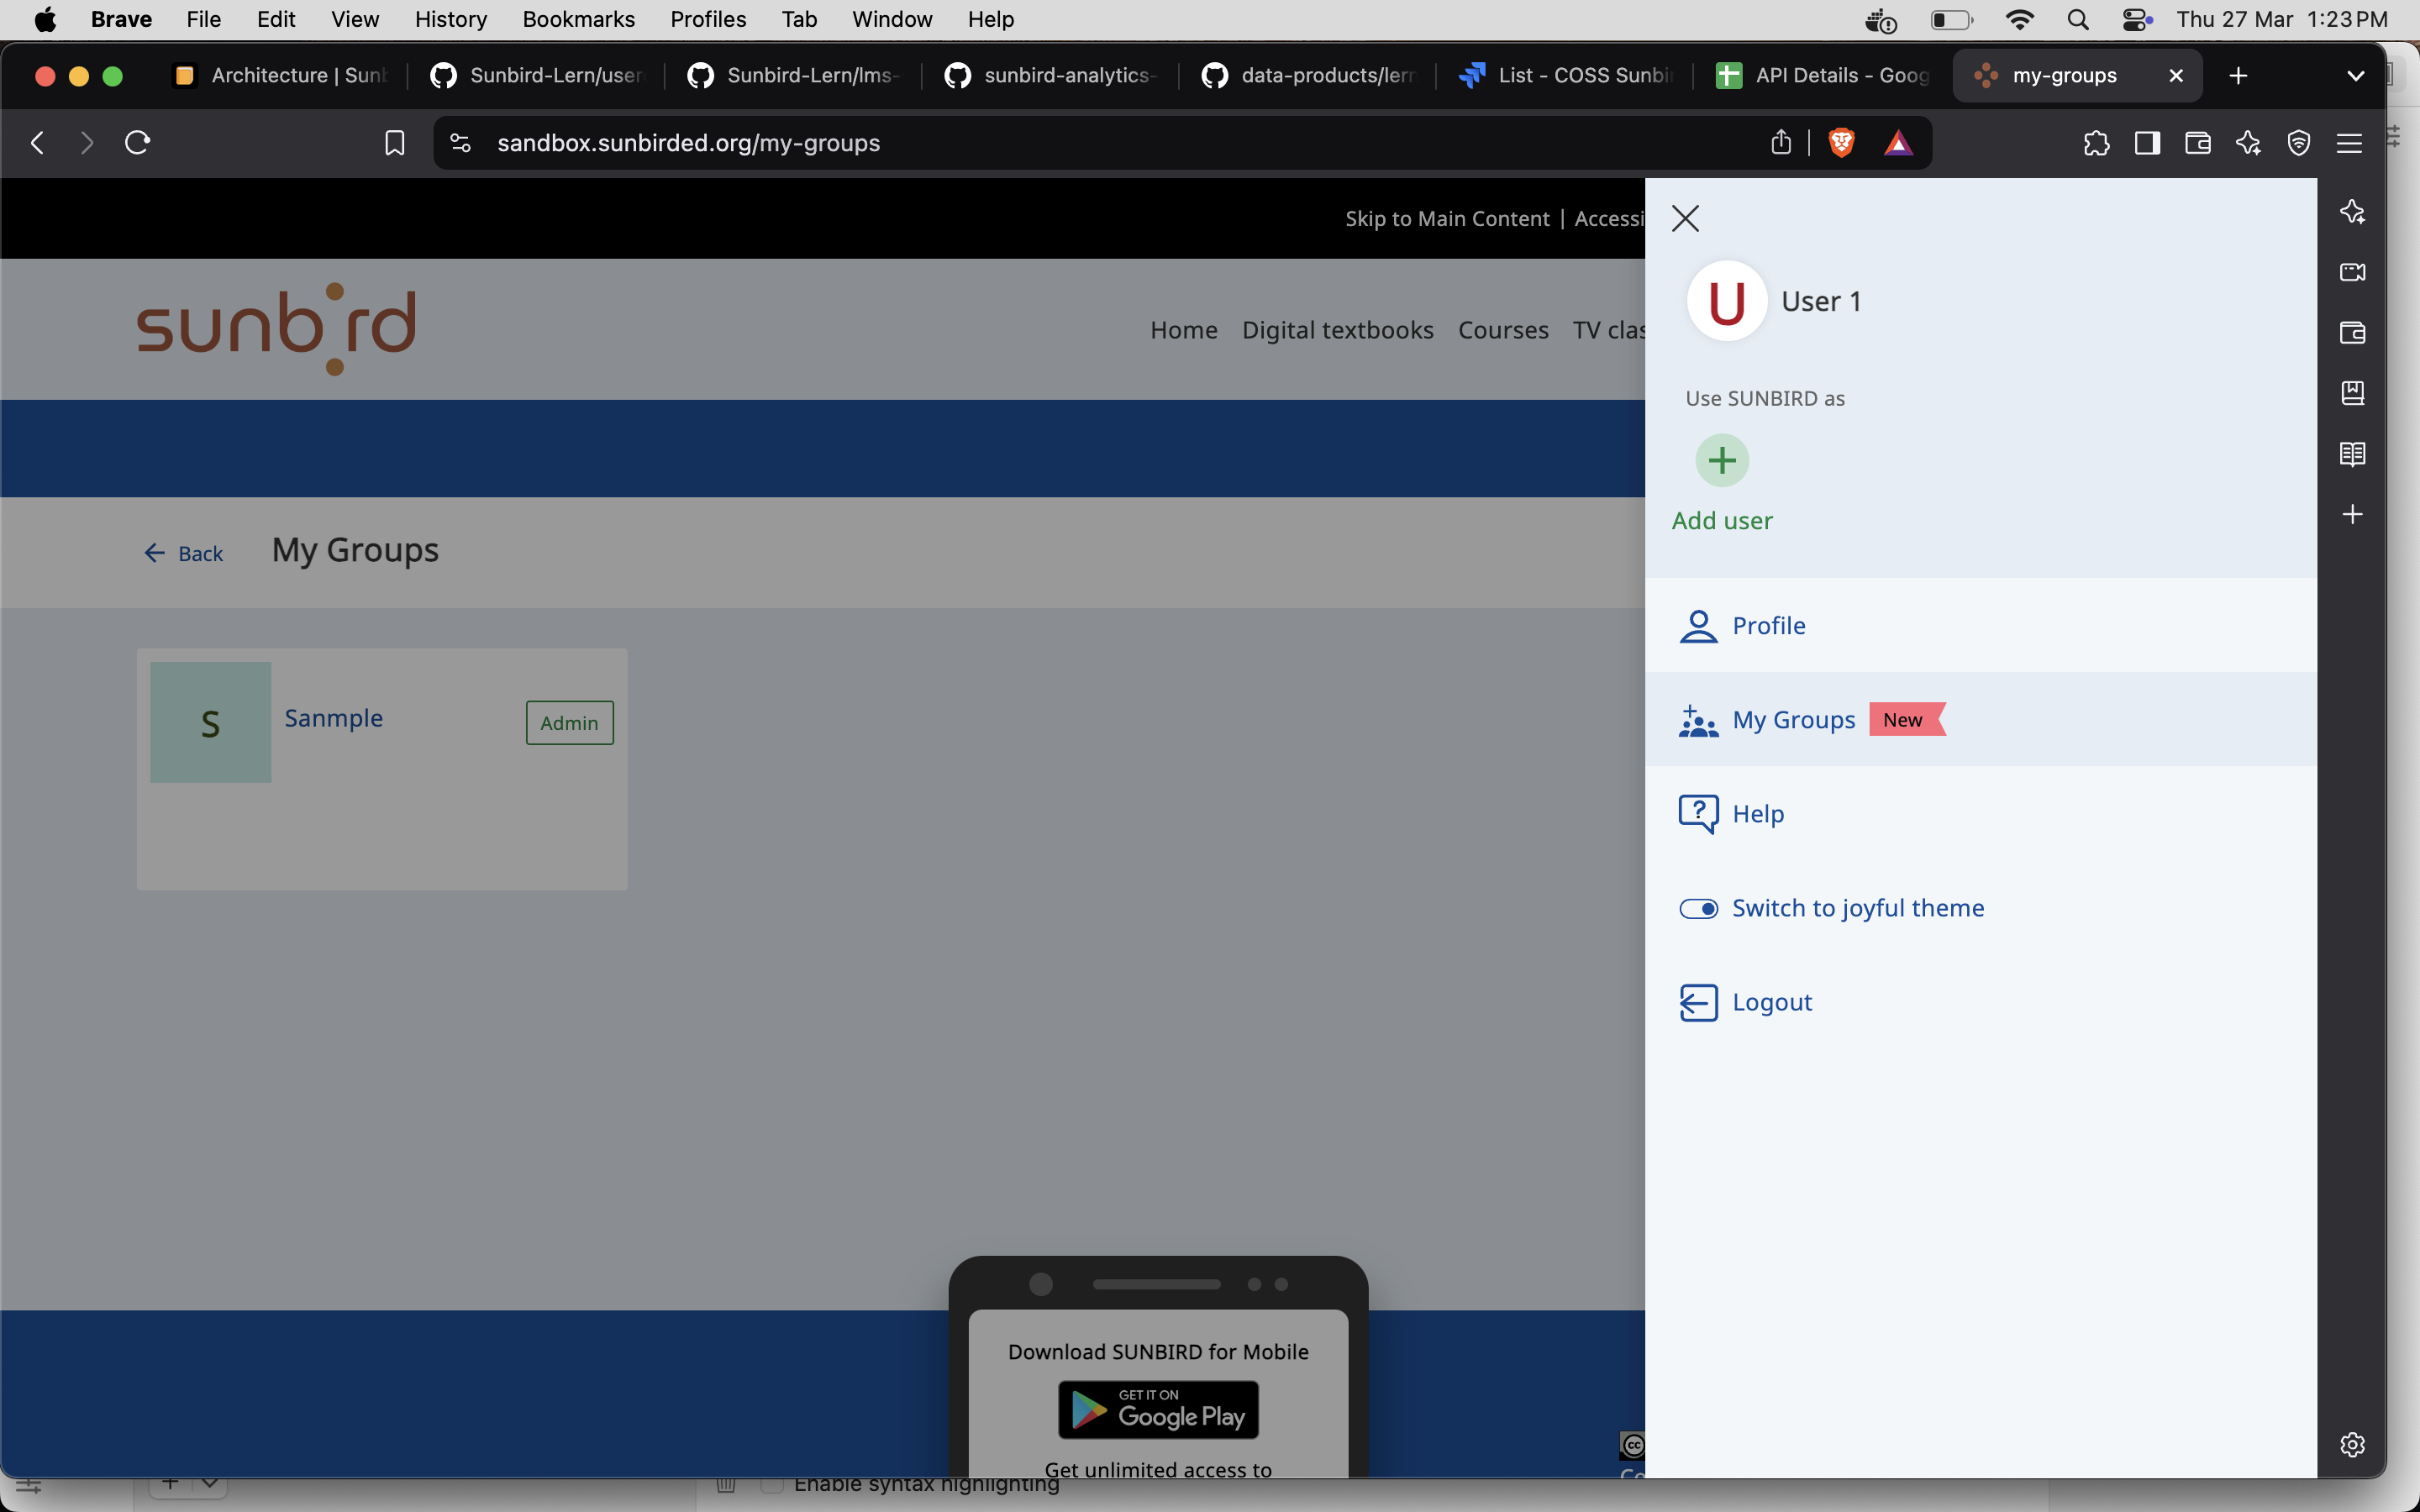 Brave File Edit View History Bookmarks Profiles Tab Window Help Thu 27 Mar 1:23 PM
Architecture | Sunb Sunbird-Lern/user Sunbird-Lern/lms- sunbird-analytics- data-products/lern List - COSS Sunbir API Details - Goog my-groups
sandbox.sunbirded.org/my-groups
Skip to Main Content | Accessi
sunbird
Home Digital textbooks Courses TV clas
U User 1
Use SUNBIRD as
Add user
Back My Groups
Profile
S Sanmple Admin
My Groups New
Help
Switch to joyful theme
Logout
Download SUNBIRD for Mobile
GET IT ON
Google Play
Get unlimited access to
cc
Enable syntax highlighting